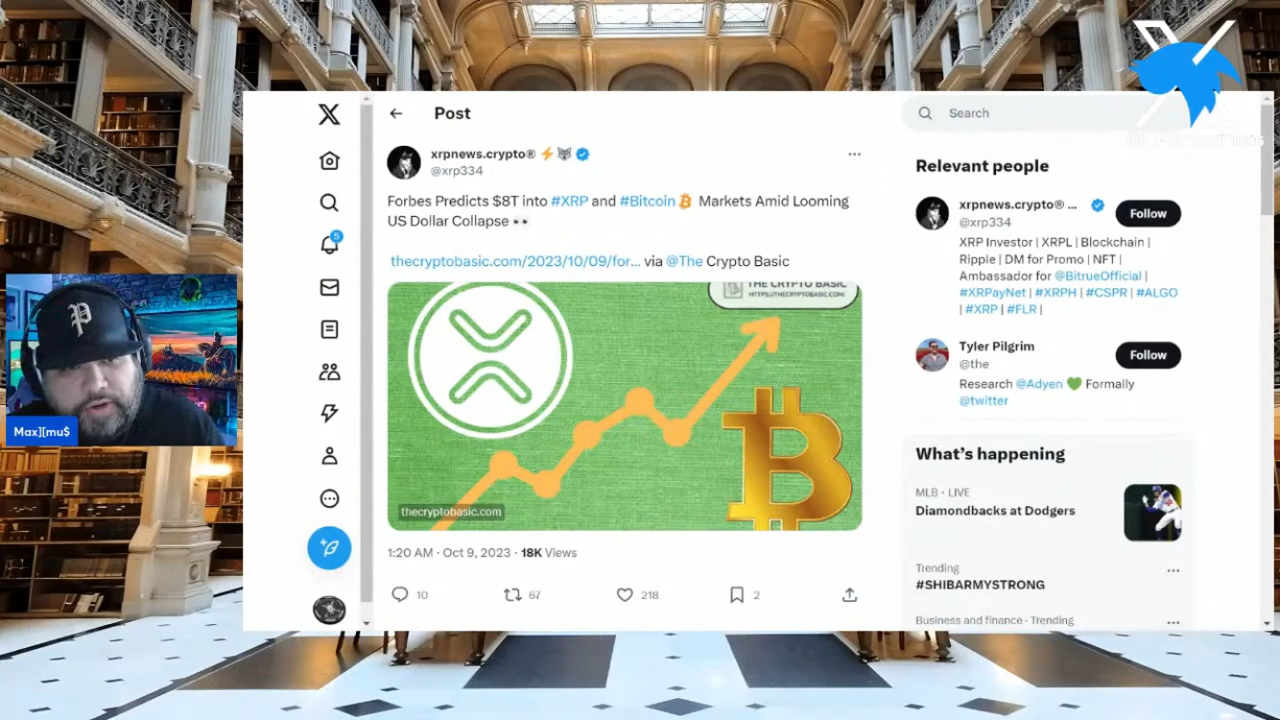 Post
Search
xrpnews.crypto®
@xrp334
Forbes Predicts $8T into #XRP and #Bitcoin Markets Amid Looming
US Dollar Collapse
thecryptobasic.com/2023/10/09/for... via @The Crypto Basic
THE CRYPTO BASIC
HTTPS://THECRYPTOBASIC.COM/
thecryptobasic.com
1:20 AM · Oct 9, 2023 · 18K Views
10
67
218
2
5
Relevant people
xrpnews.crypto® ...
Follow
@xrp334
XRP Investor | XRPL | Blockchain |
Ripple | DM for Promo | NFT |
Ambassador for @BitrueOfficial |
#XRPayNet | #XRPH | #CSPR | #ALGO
| #XRP | #FLR |
Tyler Pilgrim
@the
Follow
Research @Adyen 💚 Formally
@twitter
What's happening
MLB · LIVE
Diamondbacks at Dodgers
Trending
#SHIBARMYSTRONG
Business and finance · Trending
P
Max][mu$